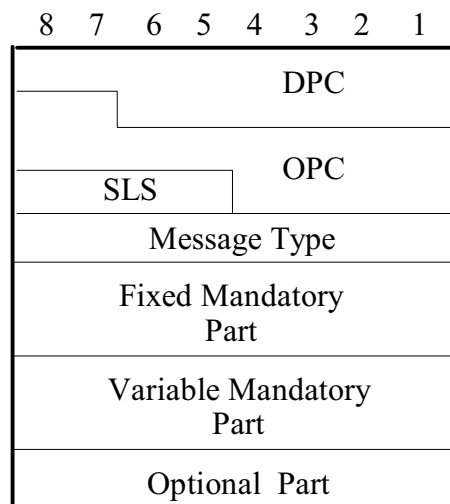 8 7 6 5 4 3 2 1
DPC
OPC
SLS
Message Type
Fixed Mandatory
Part
Variable Mandatory
Part
Optional Part